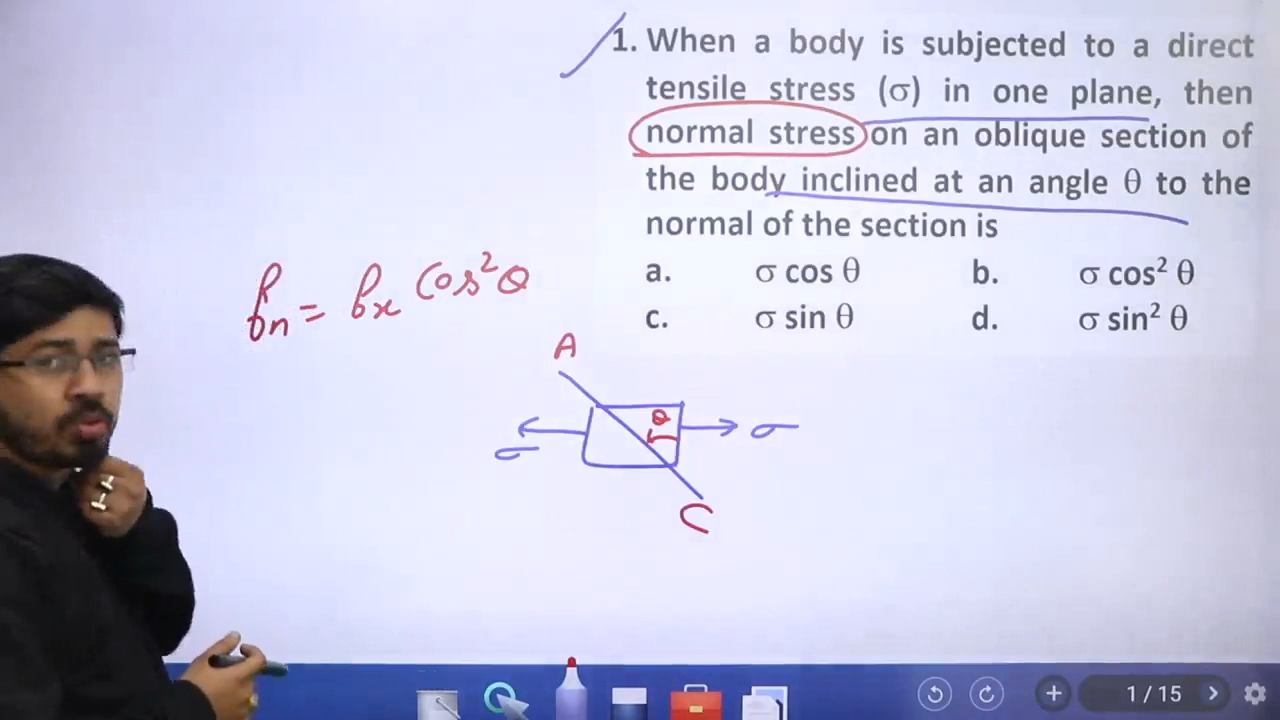 1. When a body is subjected to a direct
tensile stress (σ) in one plane, then
normal stress on an oblique section of
the body inclined at an angle θ to the
normal of the section is
a. σ cos θ b. σ cos² θ
c. σ sin θ d. σ sin² θ
Cos²θ
A
θ
σ σ
C
1 / 15